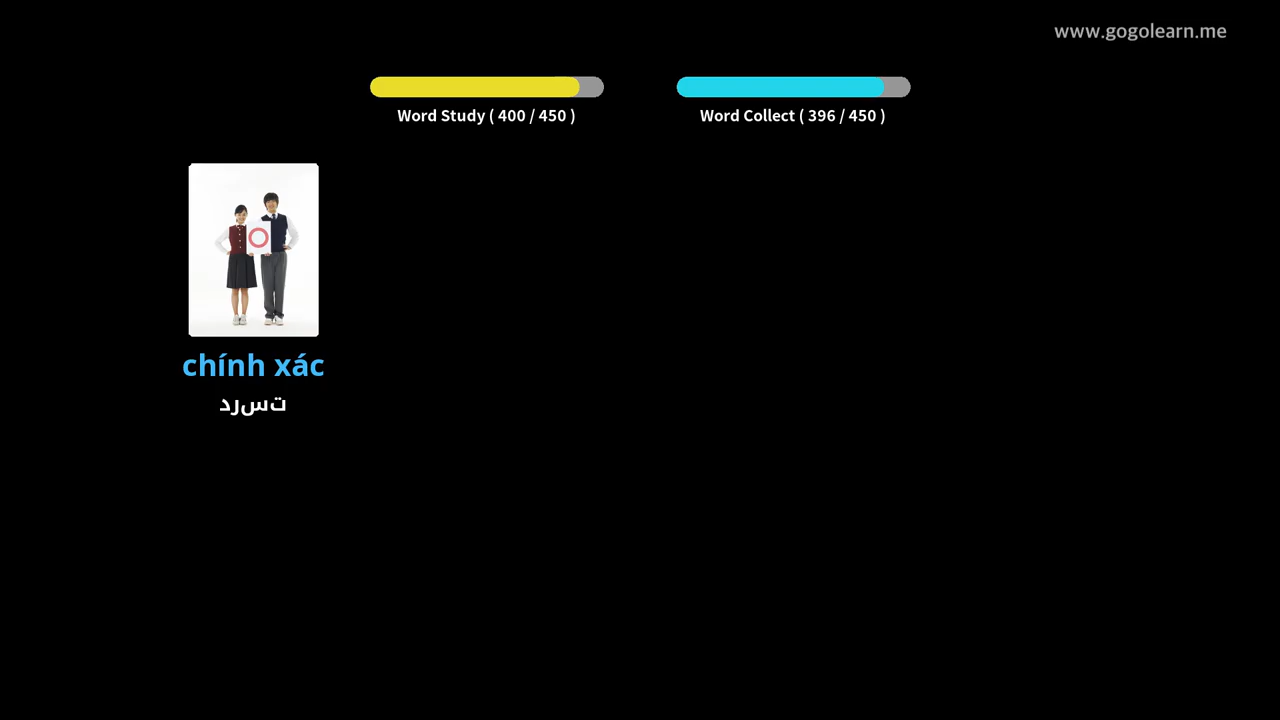 www.gogolearn.me
Word Study ( 400 / 450 )
Word Collect ( 396 / 450 )
chính xác
تسرد